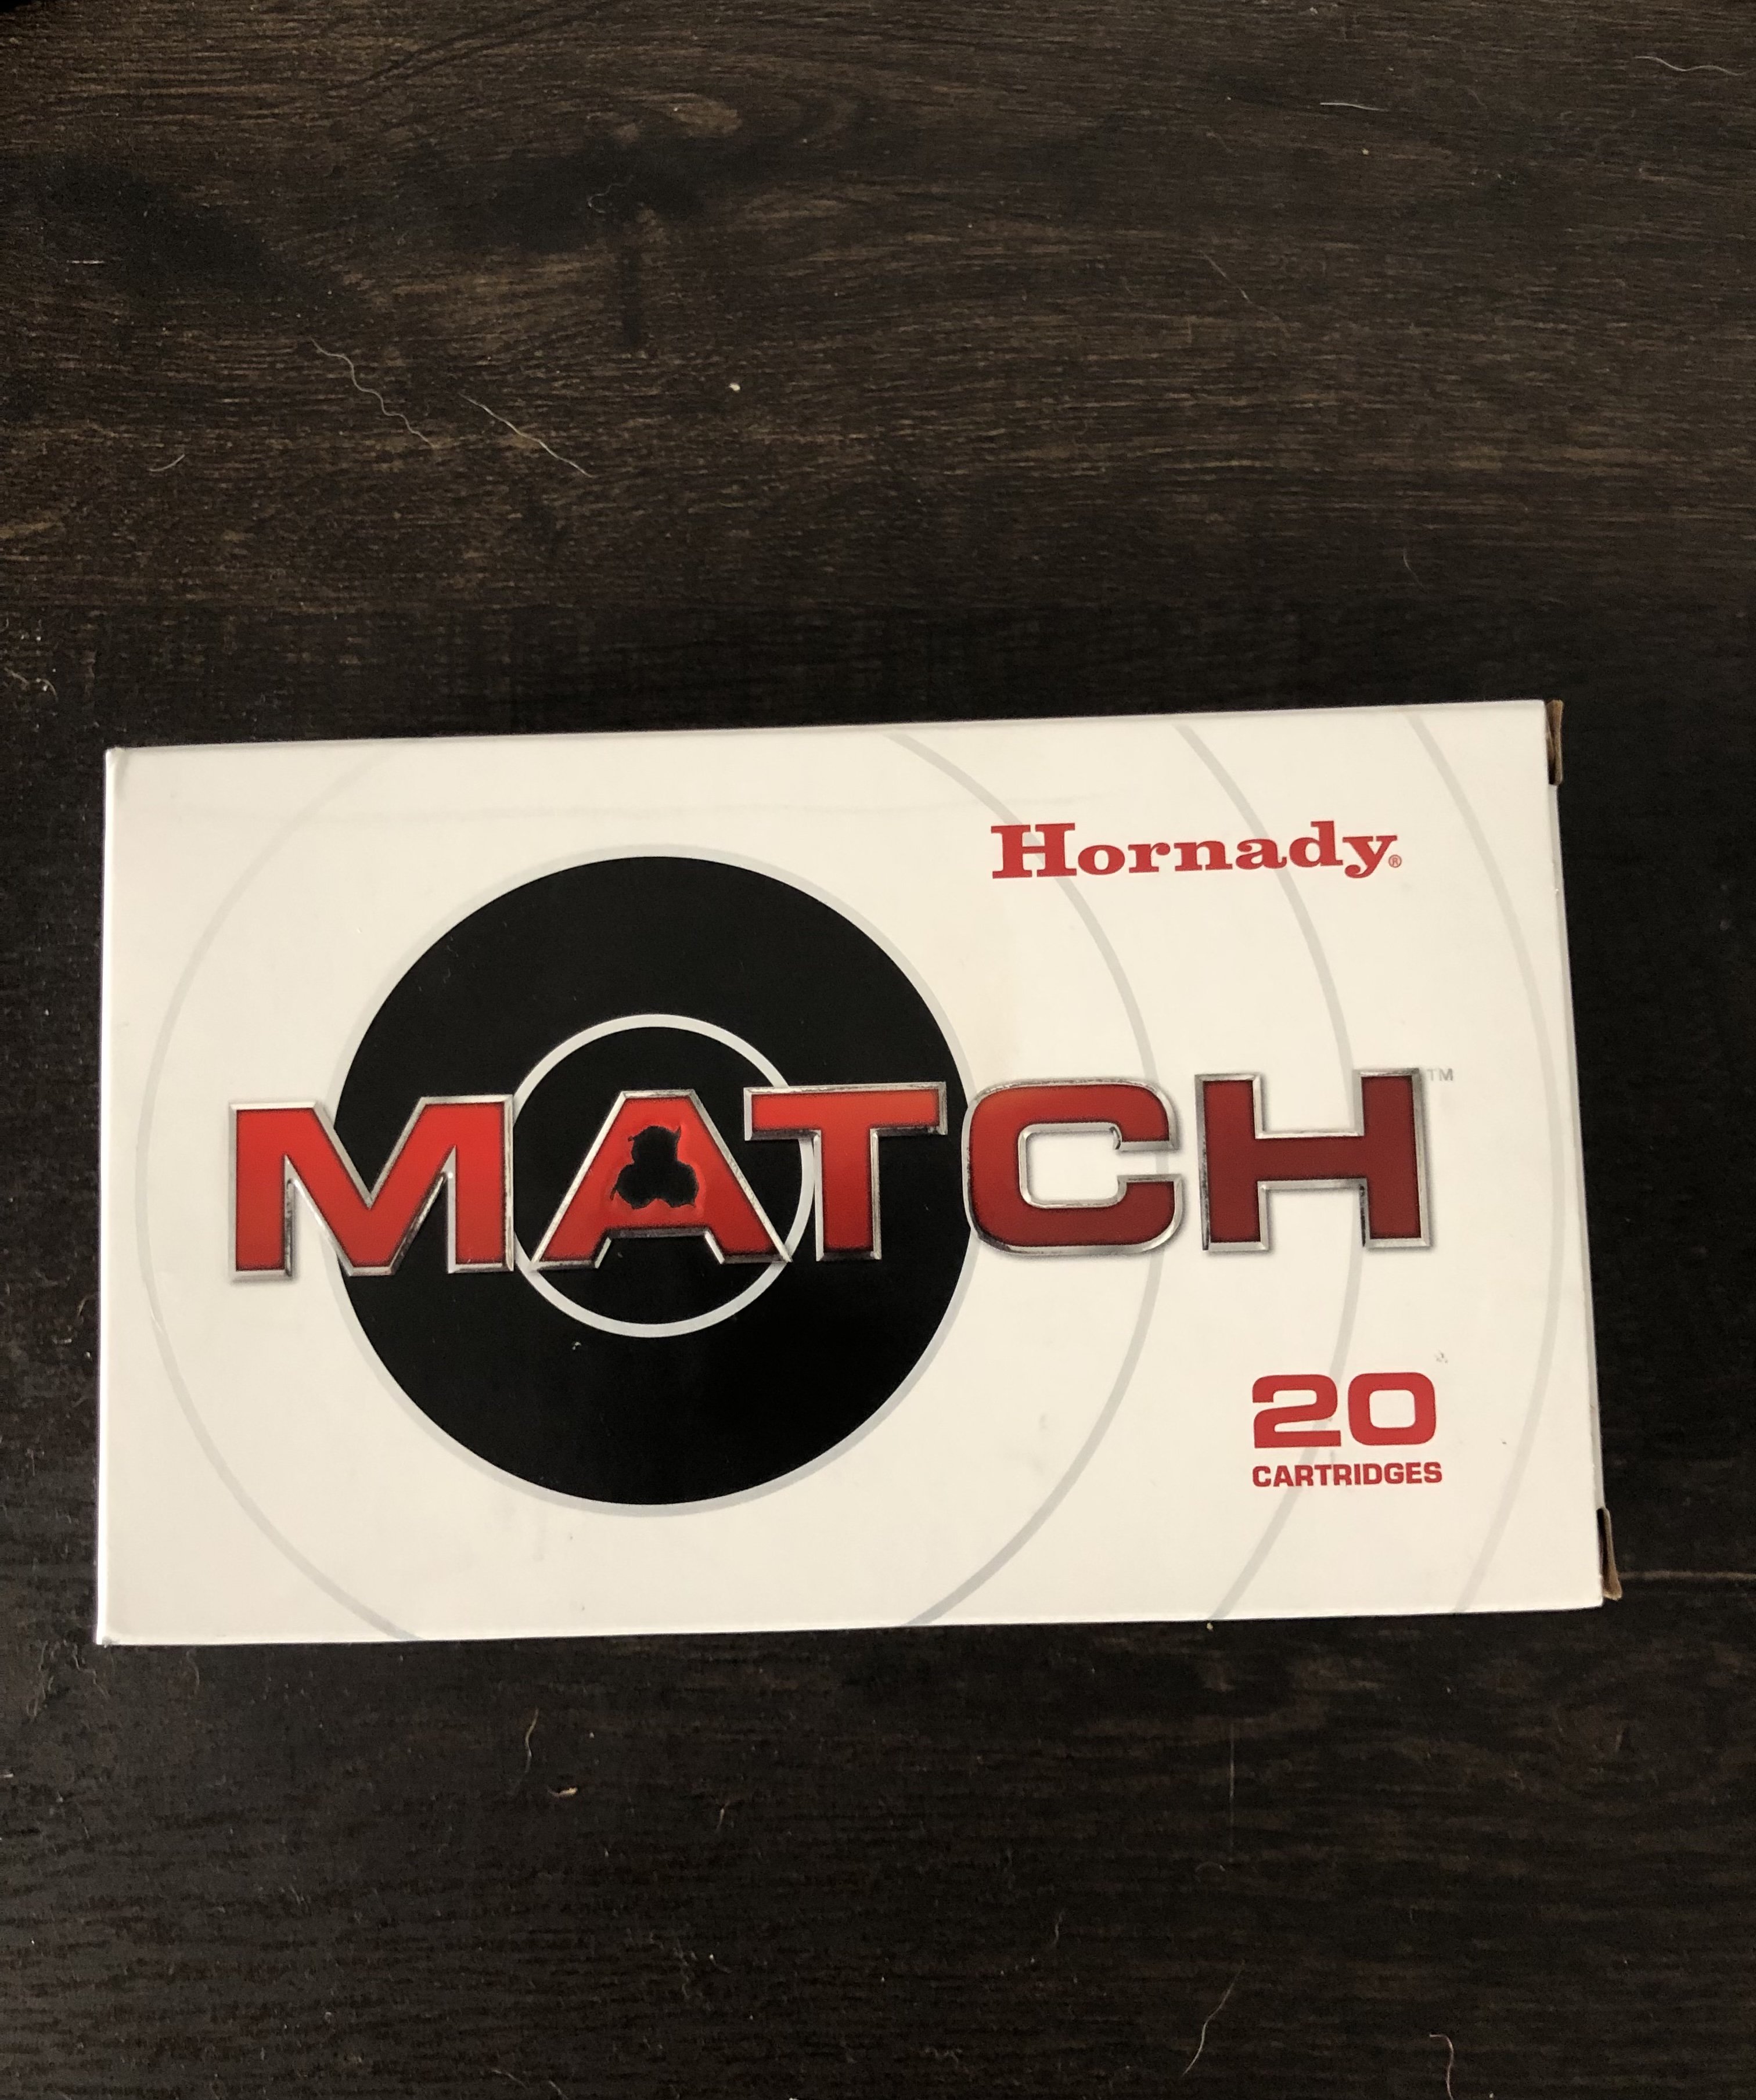 Hornady®
MATCH™
20
CARTRIDGES